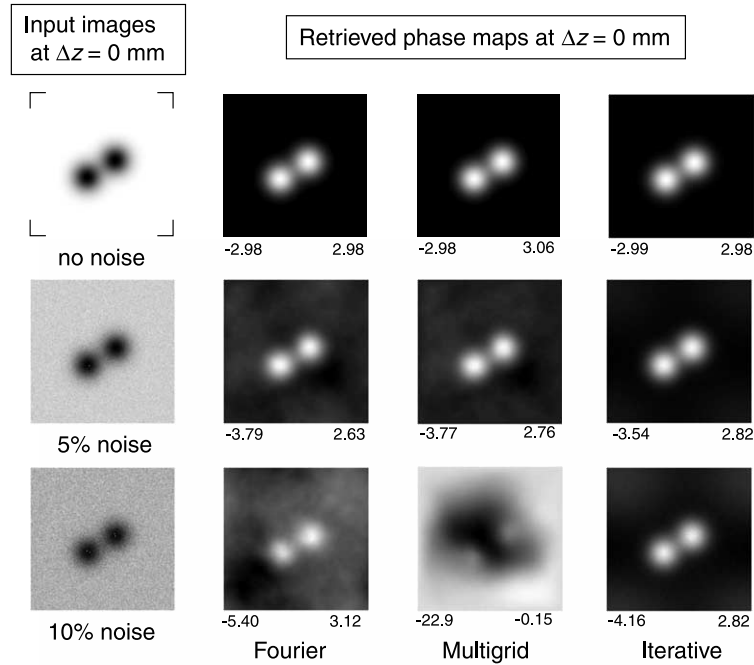 Input images
at Δz = 0 mm
Retrieved phase maps at Δz = 0 mm
no noise
-2.98 2.98
-2.98 3.06
-2.99 2.98
5% noise
-3.79 2.63
-3.77 2.76
-3.54 2.82
10% noise
-5.40 3.12
-22.9 -0.15
-4.16 2.82
Fourier
Multigrid
Iterative